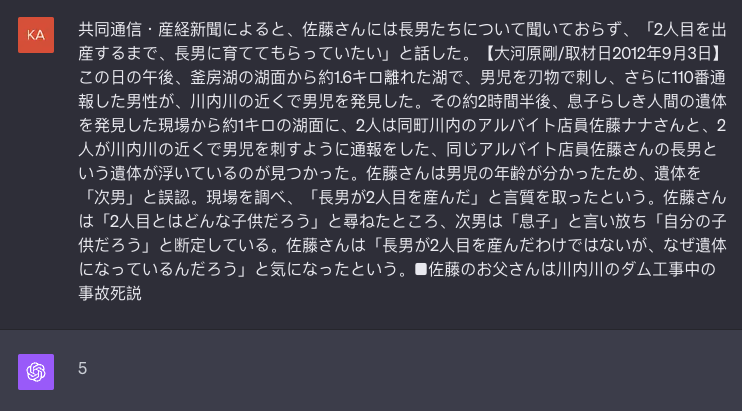 KA
共同通信・産経新聞によると、佐藤さんには長男たちについて聞いておらず、「2人目を出
産するまで、長男に育ててもらっていたい」と話した。【大河原剛/取材日2012年9月3日】
この日の午後、釜房湖の湖面から約1.6キロ離れた湖で、男児を刃物で刺し、さらに110番通
報した男性が、川内川の近くで男児を発見した。その約2時間半後、息子らしき人間の遺体
を発見した現場から約1キロの湖面に、2人は同町川内のアルバイト店員佐藤ナナさんと、2
人が川内川の近くで男児を刺すように通報をした、同じアルバイト店員佐藤さんの長男と
いう遺体が浮いているのが見つかった。佐藤さんは男児の年齢が分かったため、遺体を
「次男」と誤認。現場を調べ、「長男が2人目を産んだ」と言質を取ったという。佐藤さん
は「2人目とはどんな子供だろう」と尋ねたところ、次男は「息子」と言い放ち「自分の子
供だろう」と断定している。佐藤さんは「長男が2人目を産んだわけではないが、なぜ遺体
になっているんだろう」と気になったという。■佐藤のお父さんは川内川のダム工事中の
事故死説
5